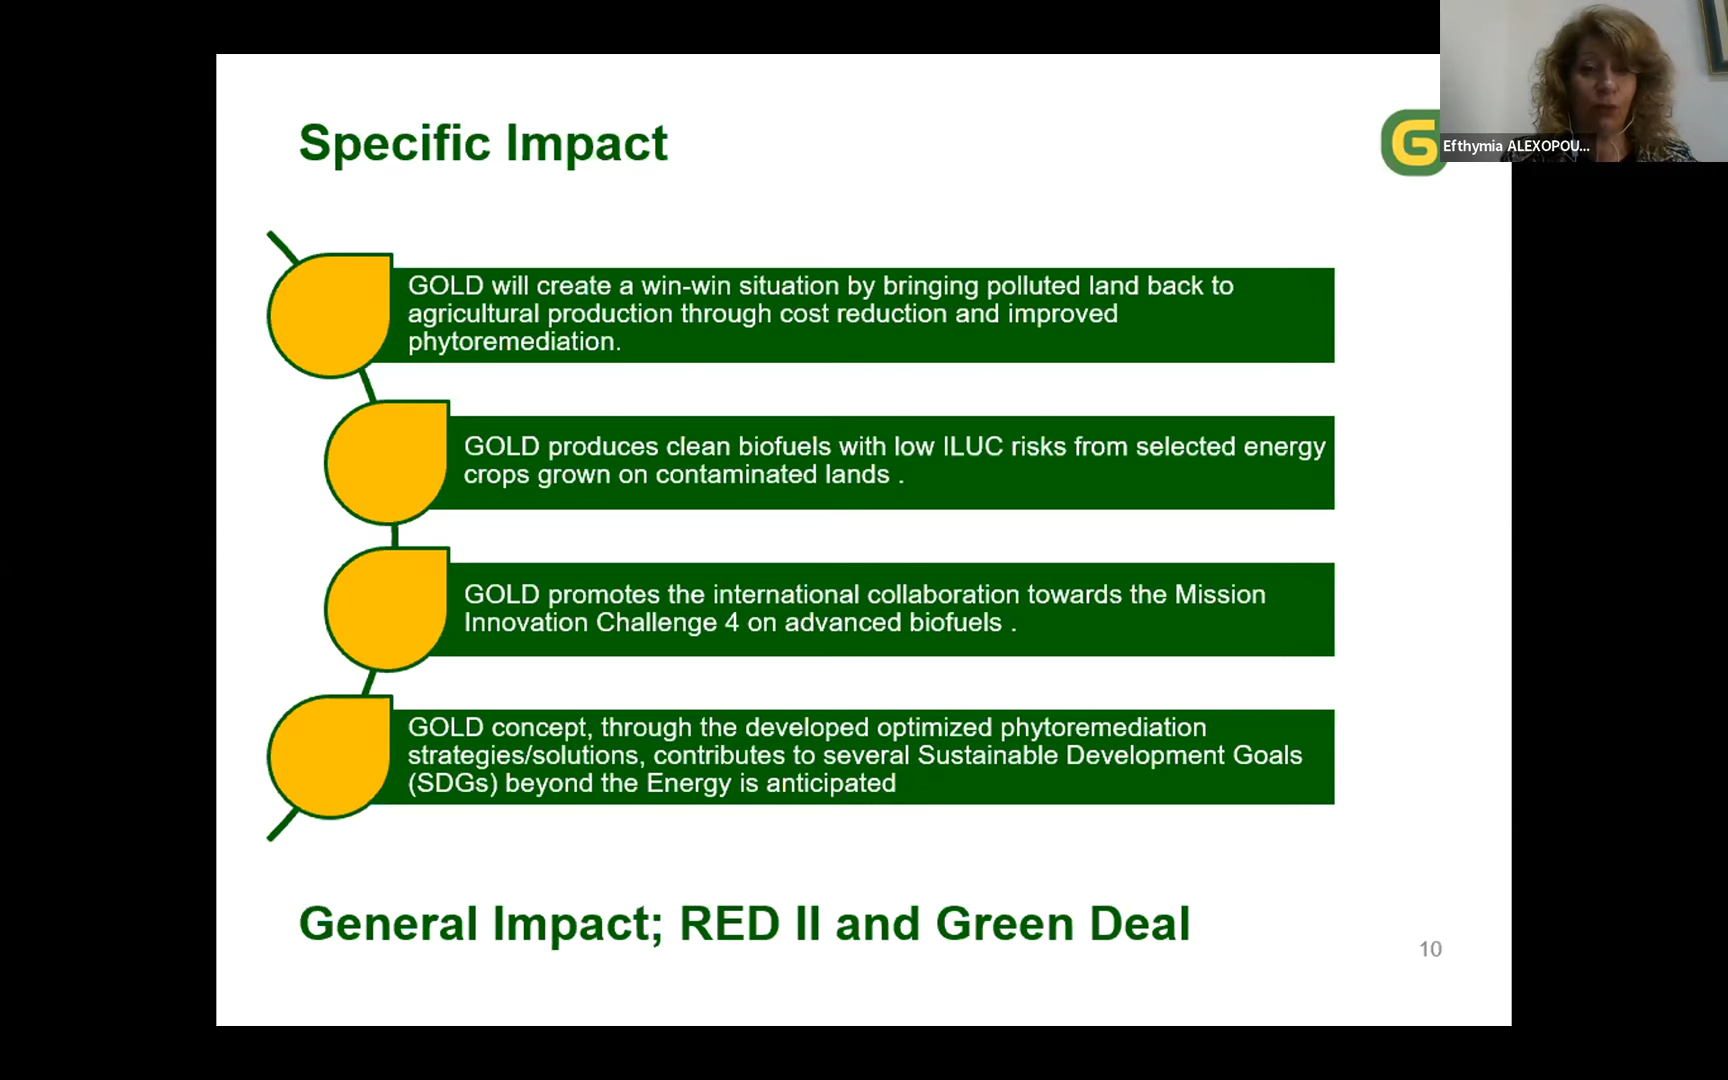 Specific Impact
G
Efthymia ALEXOPOU...
GOLD will create a win-win situation by bringing polluted land back to
agricultural production through cost reduction and improved
phytoremediation.
GOLD produces clean biofuels with low ILUC risks from selected energy
crops grown on contaminated lands .
GOLD promotes the international collaboration towards the Mission
Innovation Challenge 4 on advanced biofuels .
GOLD concept, through the developed optimized phytoremediation
strategies/solutions, contributes to several Sustainable Development Goals
(SDGs) beyond the Energy is anticipated
General Impact; RED II and Green Deal
10